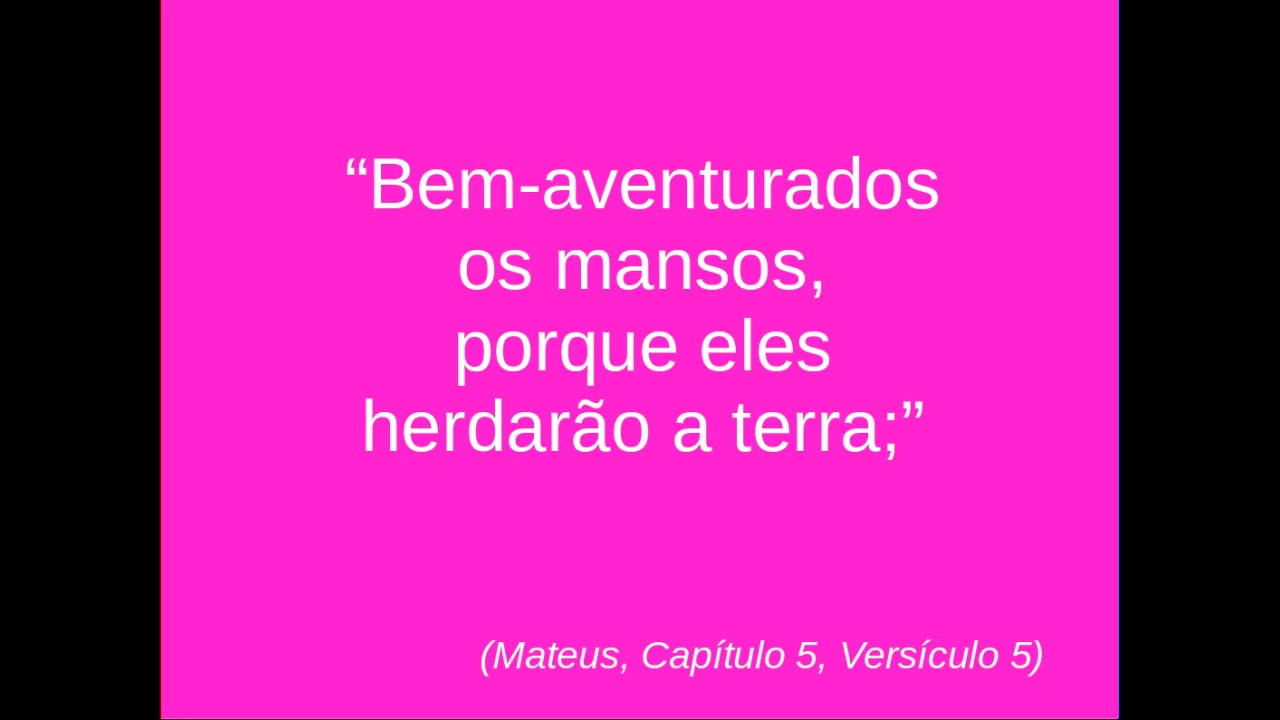 “Bem-aventurados
os mansos,
porque eles
herdarão a terra;”
(Mateus, Capítulo 5, Versículo 5)